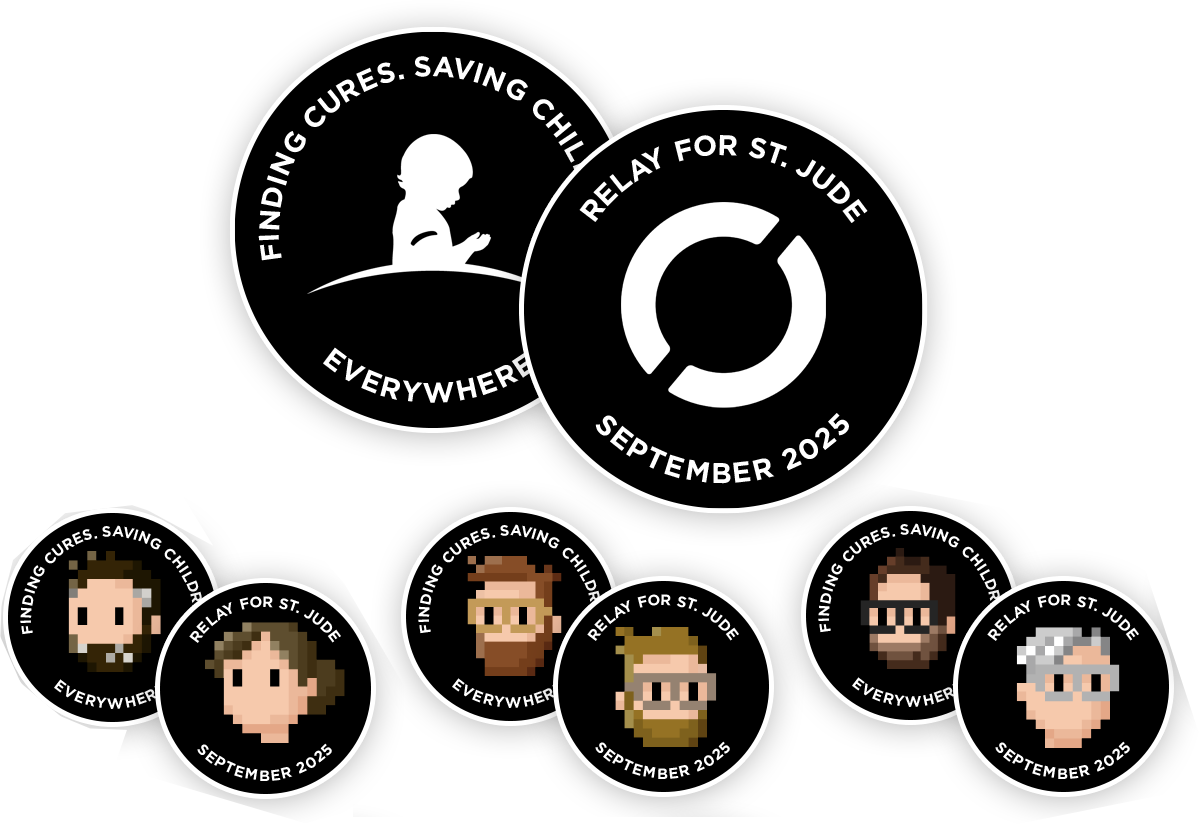 FINDING CURES. SAVING CHIL
EVERYWHERE
RELAY FOR ST. JUDE
SEPTEMBER 2025
FINDING CURES. SAVING CHILDR
EVERYWHER
RELAY FOR ST. JUDE
SEPTEMBER 2025
FINDING CURES. SAVING CHILDR
EVERYWHER
RELAY FOR ST. JUDE
SEPTEMBER 2025
FINDING CURES. SAVING CHILDR
EVERYWHER
RELAY FOR ST. JUDE
SEPTEMBER 2025